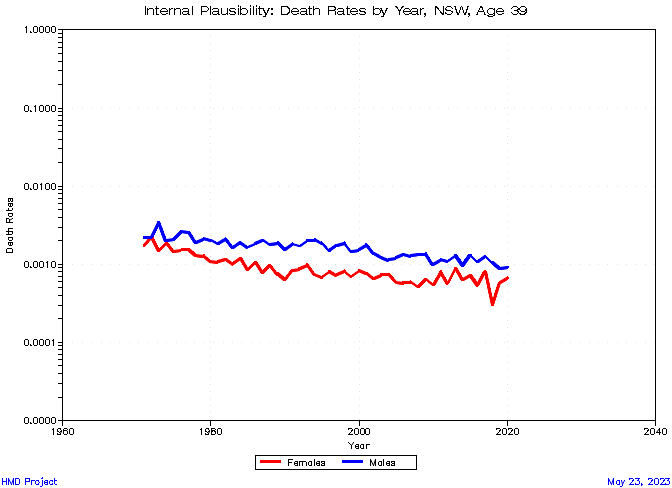 Internal Plausibility: Death Rates by Year, NSW, Age 39
1.0000
0.1000
0.0100
0.0010
0.0001
0.0000
Death Rates
1960
1980
2000
2020
2040
Year
Females
Males
HMD Project
May 23, 2023